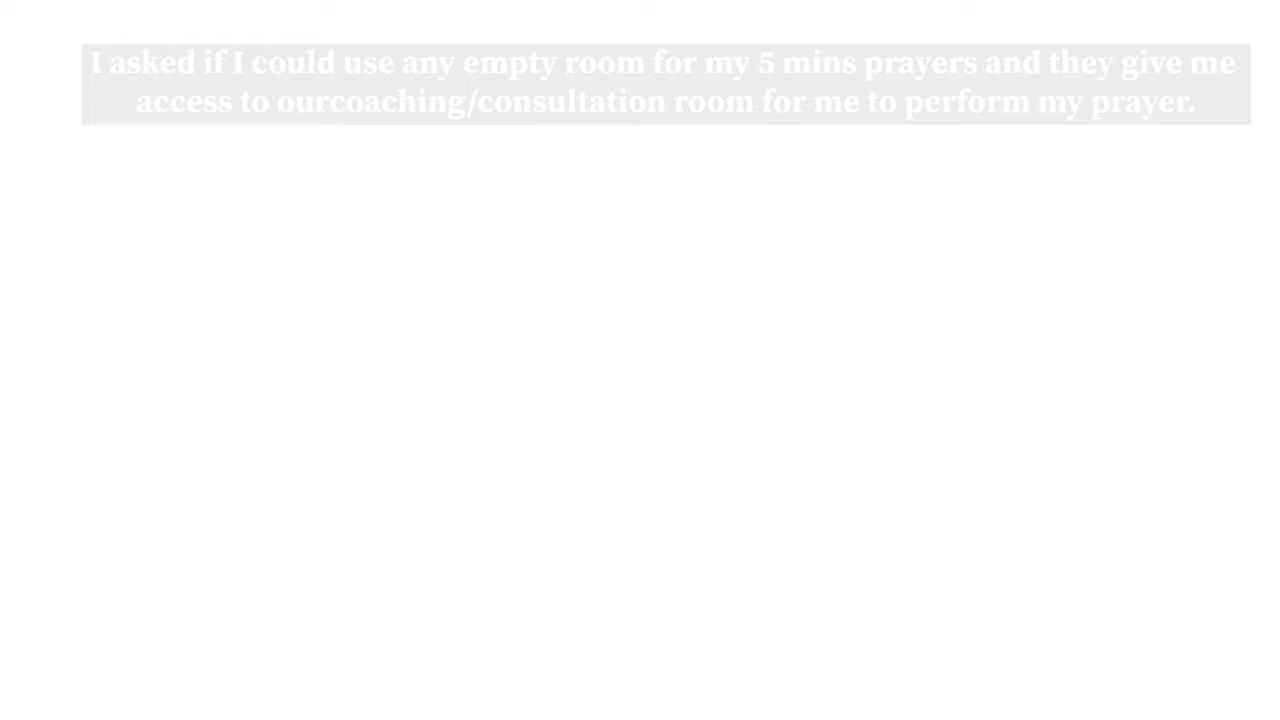 I asked if I could use any empty room for my 5 mins prayers and they give me
access to ourcoaching/consultation room for me to perform my prayer.